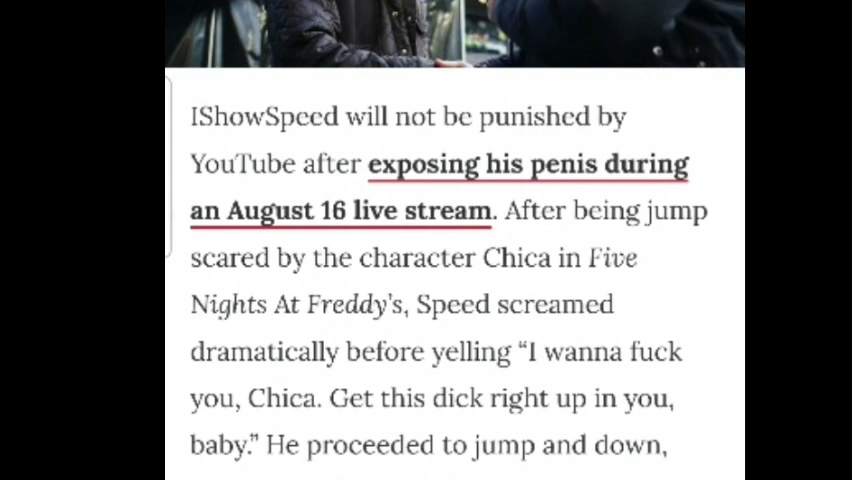 IShowSpeed will not be punished by
YouTube after exposing his penis during
an August 16 live stream. After being jump
scared by the character Chica in Five
Nights At Freddy's, Speed screamed
dramatically before yelling “I wanna fuck
you, Chica. Get this dick right up in you,
baby.” He proceeded to jump and down,